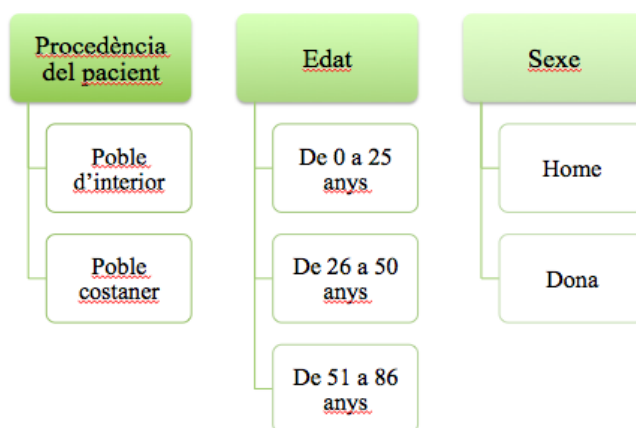 Procedència
del pacient
Poble
d'interior
Poble
costaner
Edat
De 0 a 25
anys
De 26 a 50
anys
De 51 a 86
anys
Sexe
Home
Dona